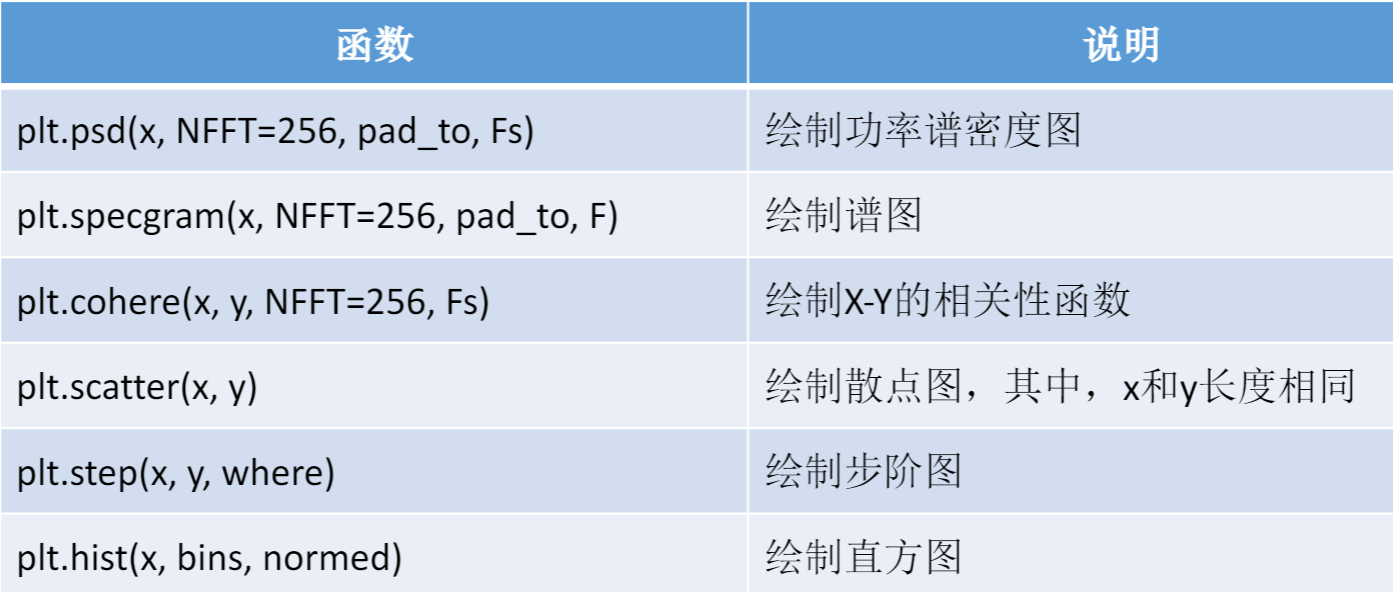 函数 说明
plt.psd(x, NFFT=256, pad_to, Fs) 绘制功率谱密度图
plt.specgram(x, NFFT=256, pad_to, F) 绘制谱图
plt.cohere(x, y, NFFT=256, Fs) 绘制X-Y的相关性函数
plt.scatter(x, y) 绘制散点图，其中，x和y长度相同
plt.step(x, y, where) 绘制步阶图
plt.hist(x, bins, normed) 绘制直方图